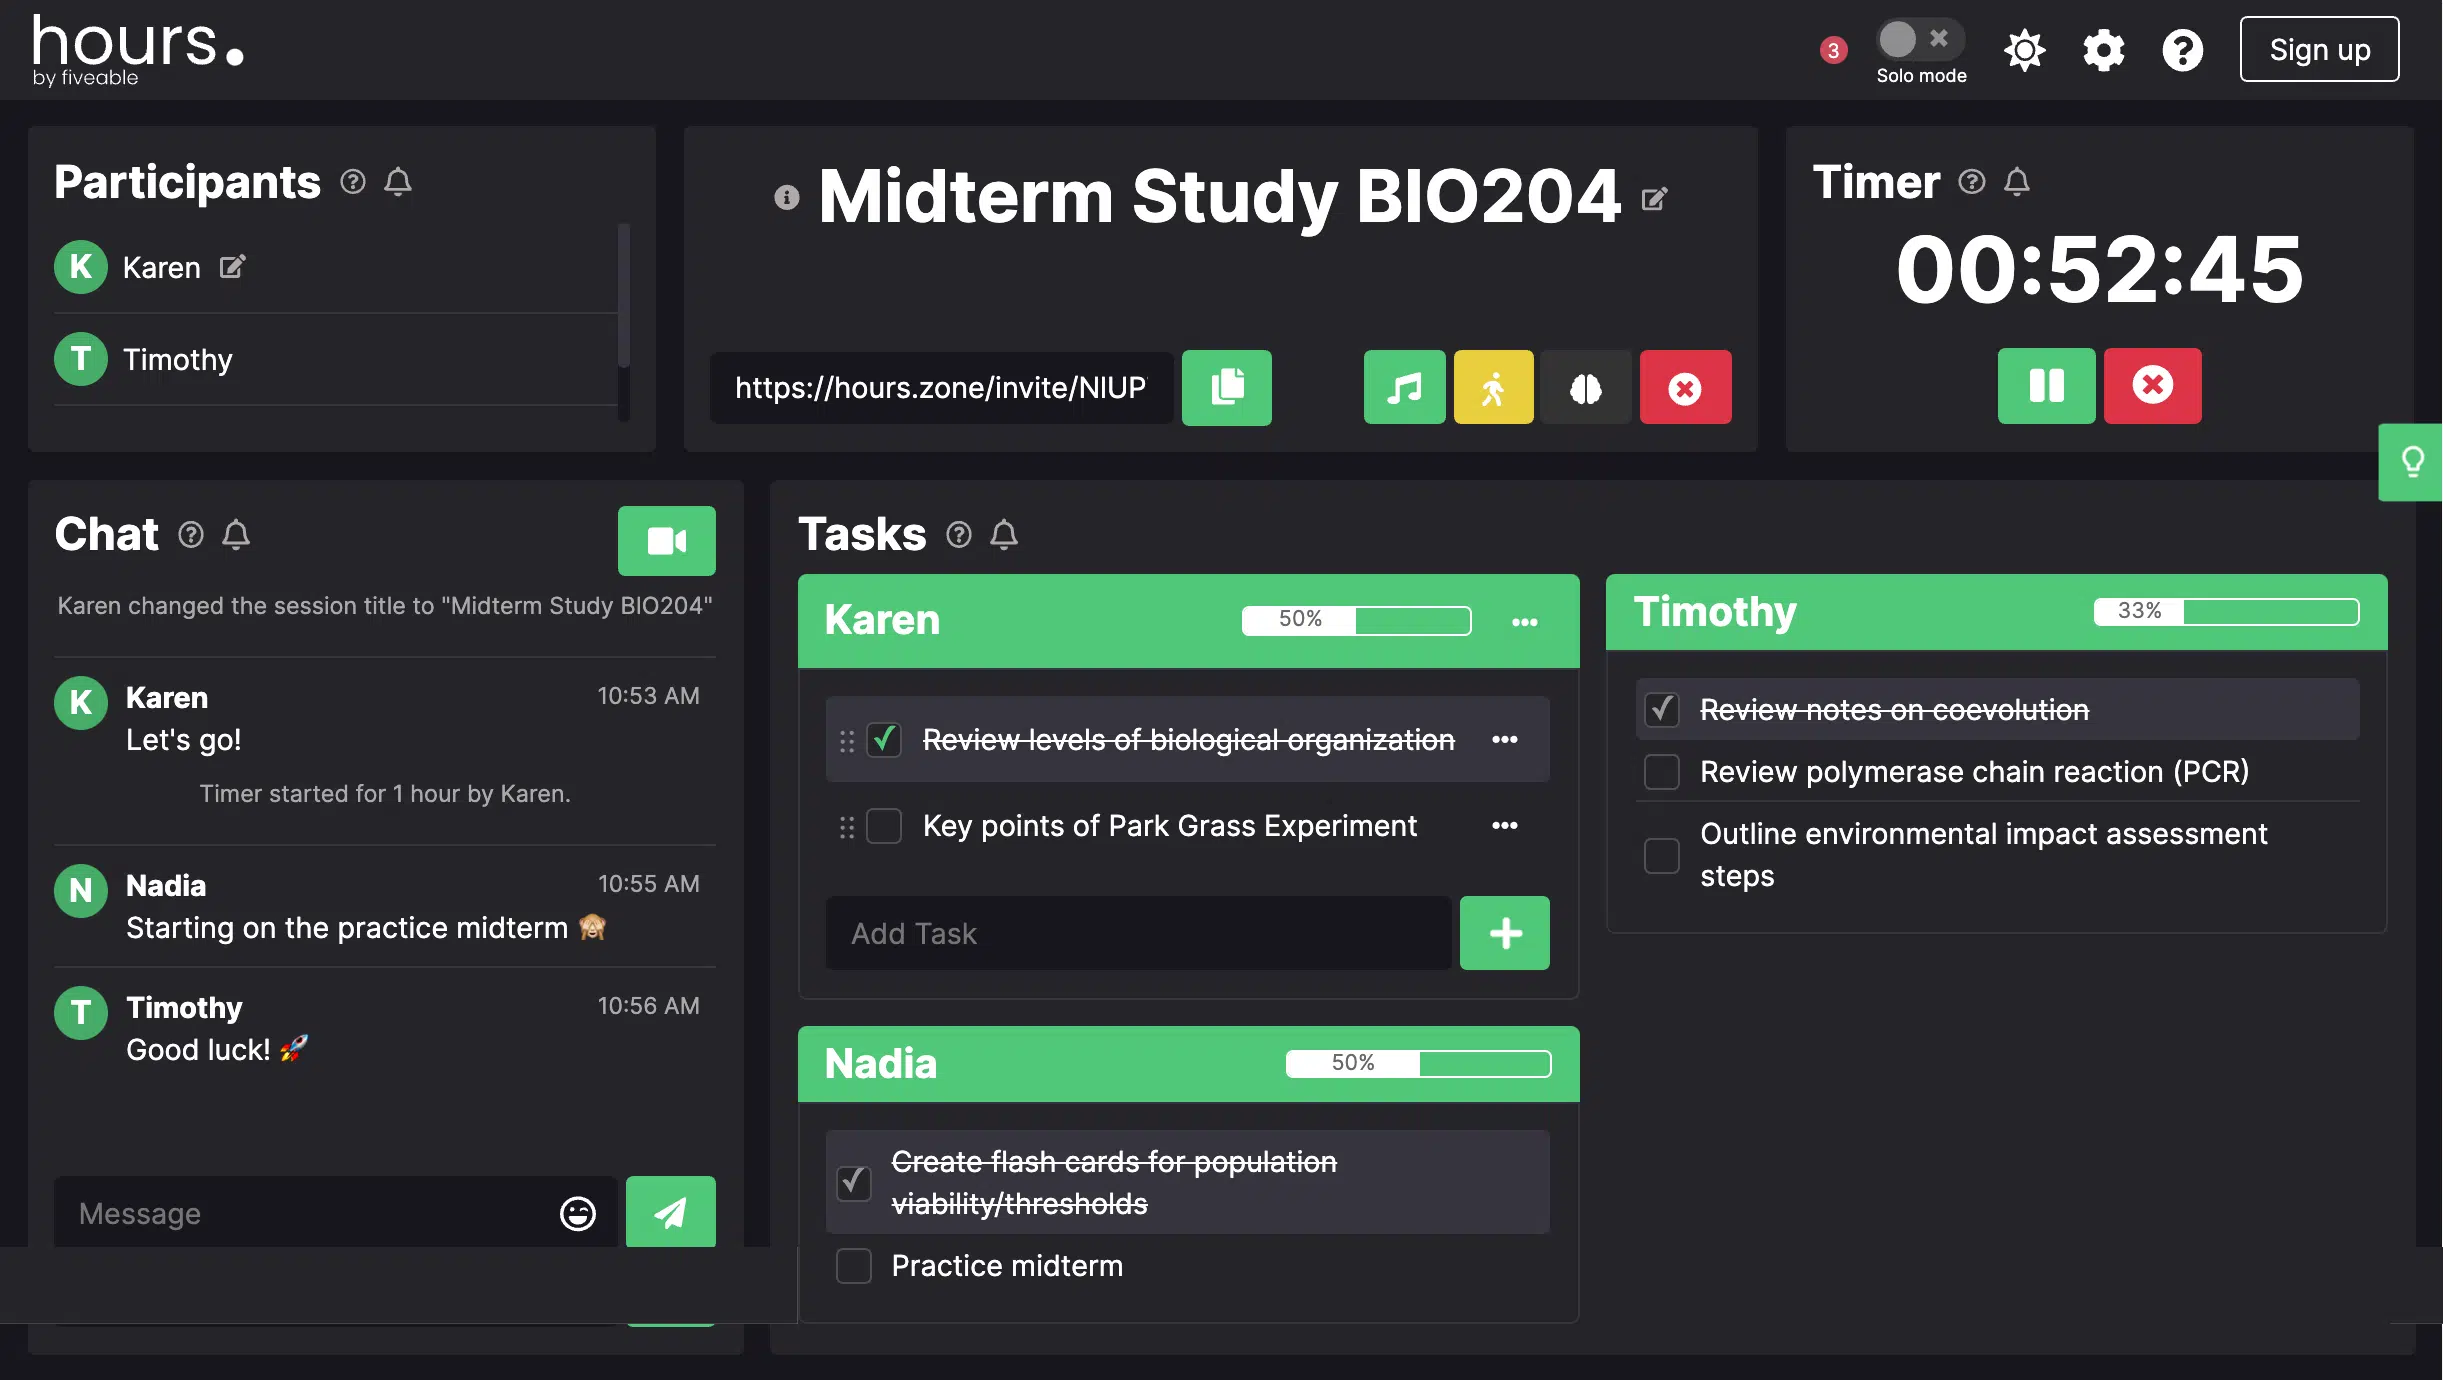 hours.
by fiveable
3
Solo mode
Sign up
Participants
K Karen
T Timothy
Midterm Study BIO204
https://hours.zone/invite/NIUP
Timer
00:52:45
Chat
Karen changed the session title to "Midterm Study BIO204"
K Karen 10:53 AM
Let's go!
Timer started for 1 hour by Karen.
N Nadia 10:55 AM
Starting on the practice midterm 🙈
T Timothy 10:56 AM
Good luck! 🚀
Message
Tasks
Karen 50%
Review levels of biological organization
Key points of Park Grass Experiment
Add Task
Timothy 33%
Review notes on coevolution
Review polymerase chain reaction (PCR)
Outline environmental impact assessment
steps
Nadia 50%
Create flash cards for population
viability/thresholds
Practice midterm